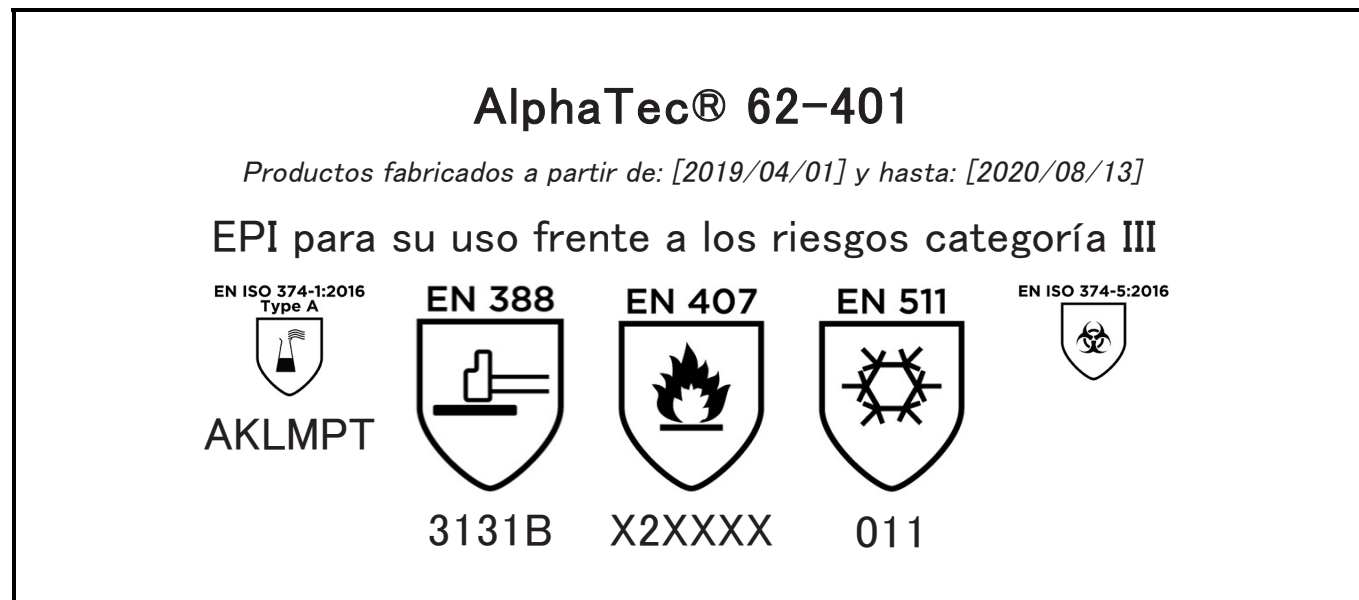 AlphaTec® 62-401
Productos fabricados a partir de: [2019/04/01] y hasta: [2020/08/13]
EPI para su uso frente a los riesgos categoría III
EN ISO 374-1:2016
Type A
AKLMPT
EN 388
3131B
EN 407
X2XXXX
EN 511
011
EN ISO 374-5:2016